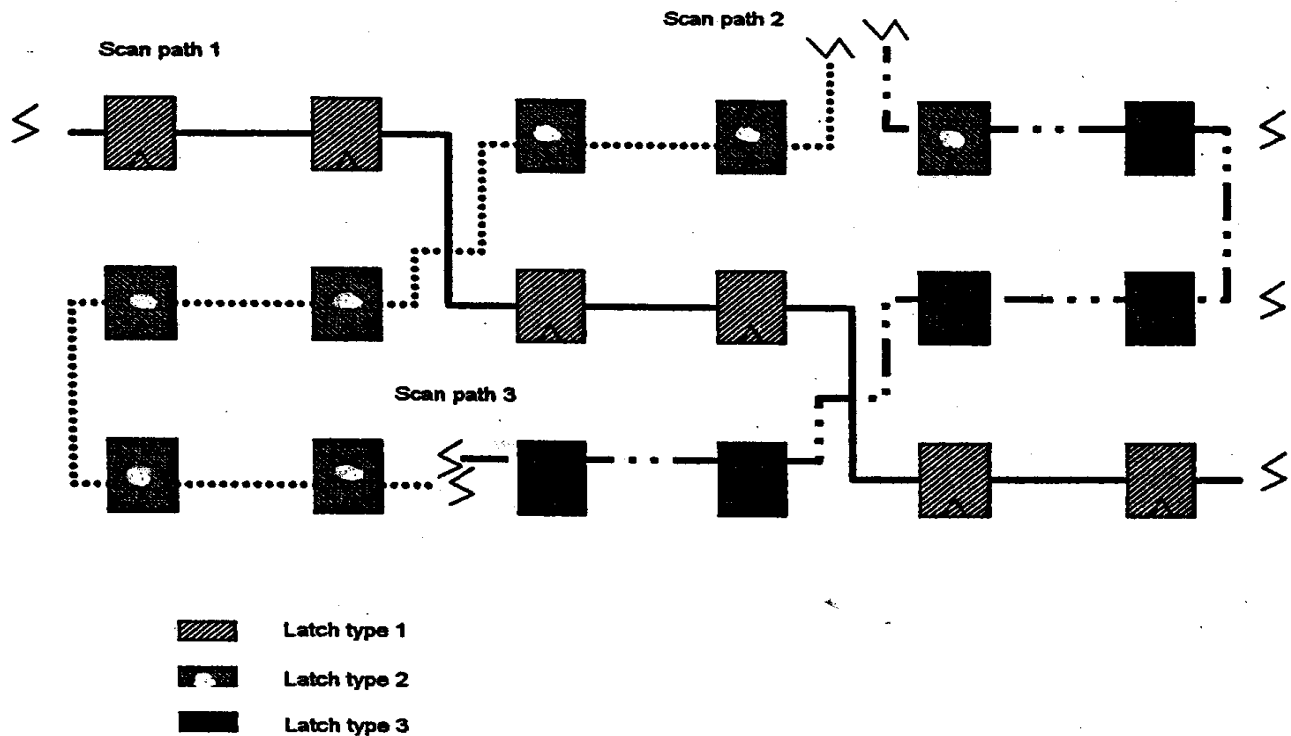 Scan path 2
Scan path 1
Scan path 3
Latch type 1
Latch type 2
Latch type 3